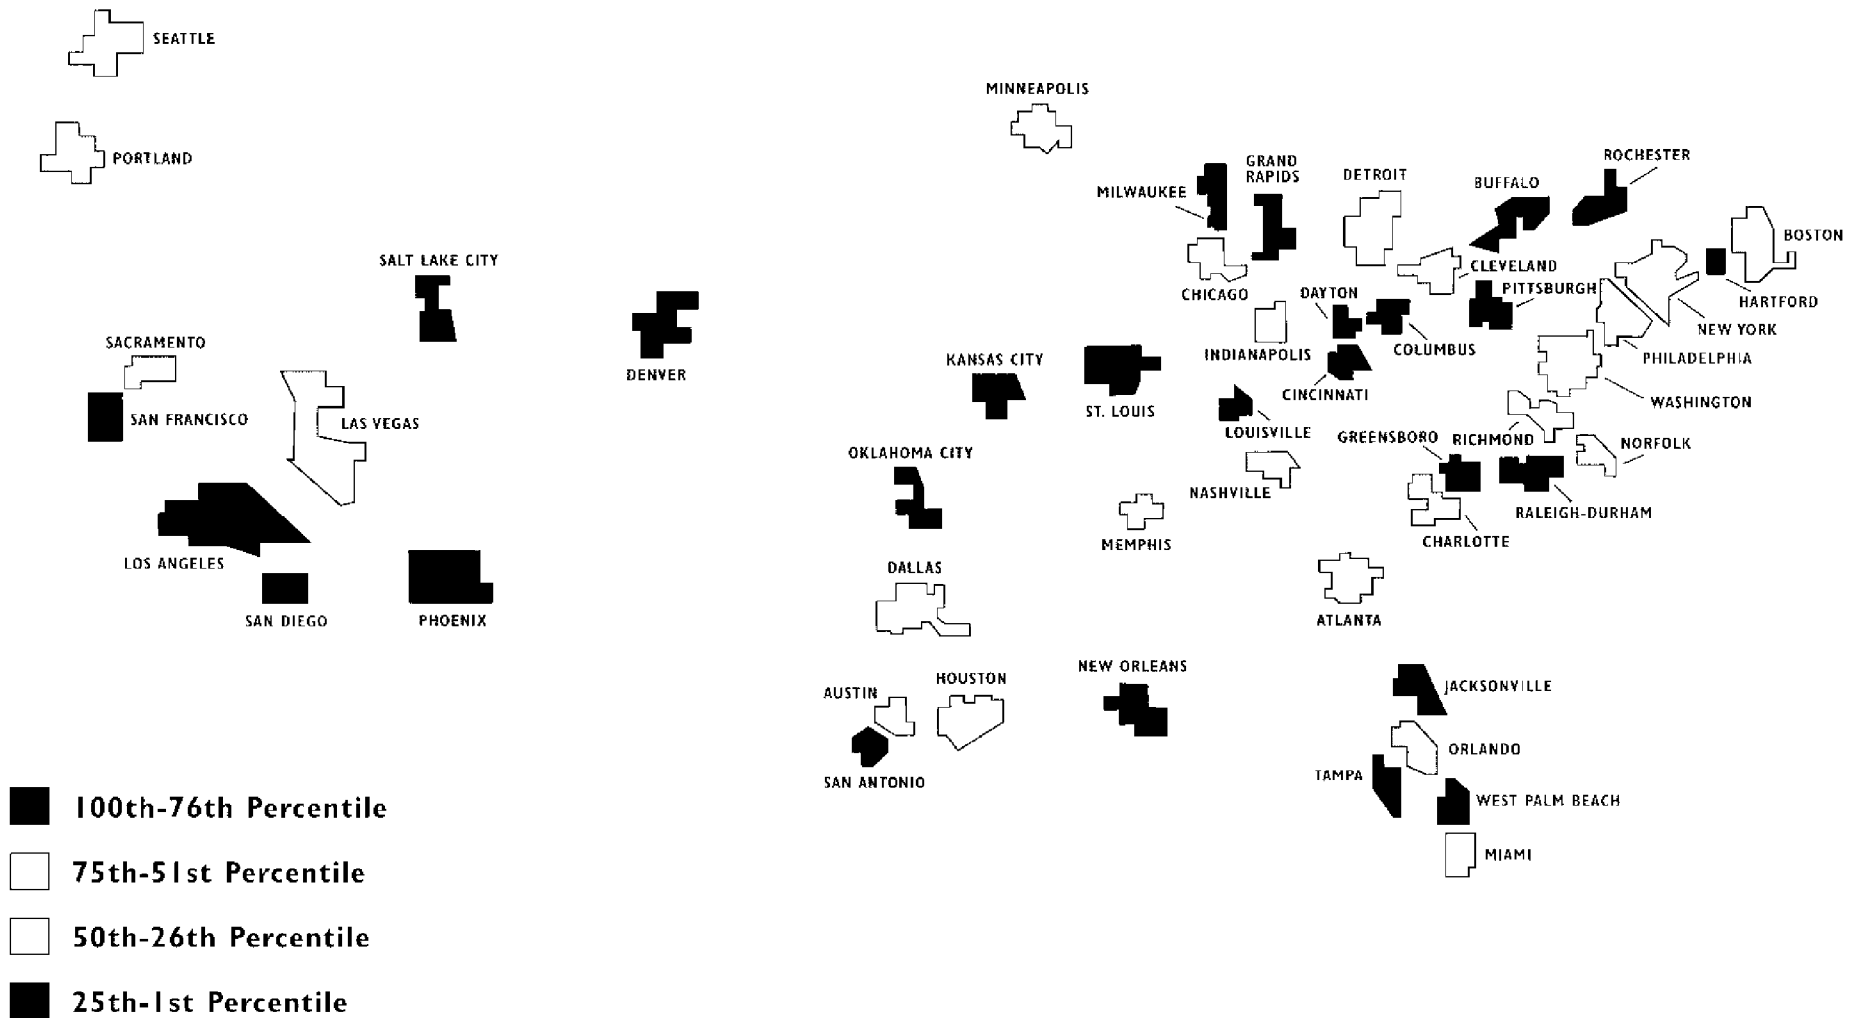 SEATTLE
MINNEAPOLIS
PORTLAND
ROCHESTER
GRAND
RAPIDS
DETROIT
BUFFALO
MILWAUKEE
BOSTON
SALT LAKE CITY
CLEVELAND
PITTSBURGH
CHICAGO
DAYTON
HARTFORD
NEW YORK
SACRAMENTO
COLUMBUS
INDIANAPOLIS
KANSAS CITY
PHILADELPHIA
DENVER
CINCINNATI
WASHINGTON
ST. LOUIS
SAN FRANCISCO
LAS VEGAS
LOUISVILLE
GREENSBORO
RICHMOND
NORFOLK
OKLAHOMA CITY
NASHVILLE
RALEIGH-DURHAM
CHARLOTTE
MEMPHIS
LOS ANGELES
DALLAS
SAN DIEGO
PHOENIX
ATLANTA
NEW ORLEANS
HOUSTON
JACKSONVILLE
AUSTIN
ORLANDO
TAMPA
SAN ANTONIO
WEST PALM BEACH
MIAMI
100th-76th Percentile
75th-51st Percentile
50th-26th Percentile
25th-1st Percentile